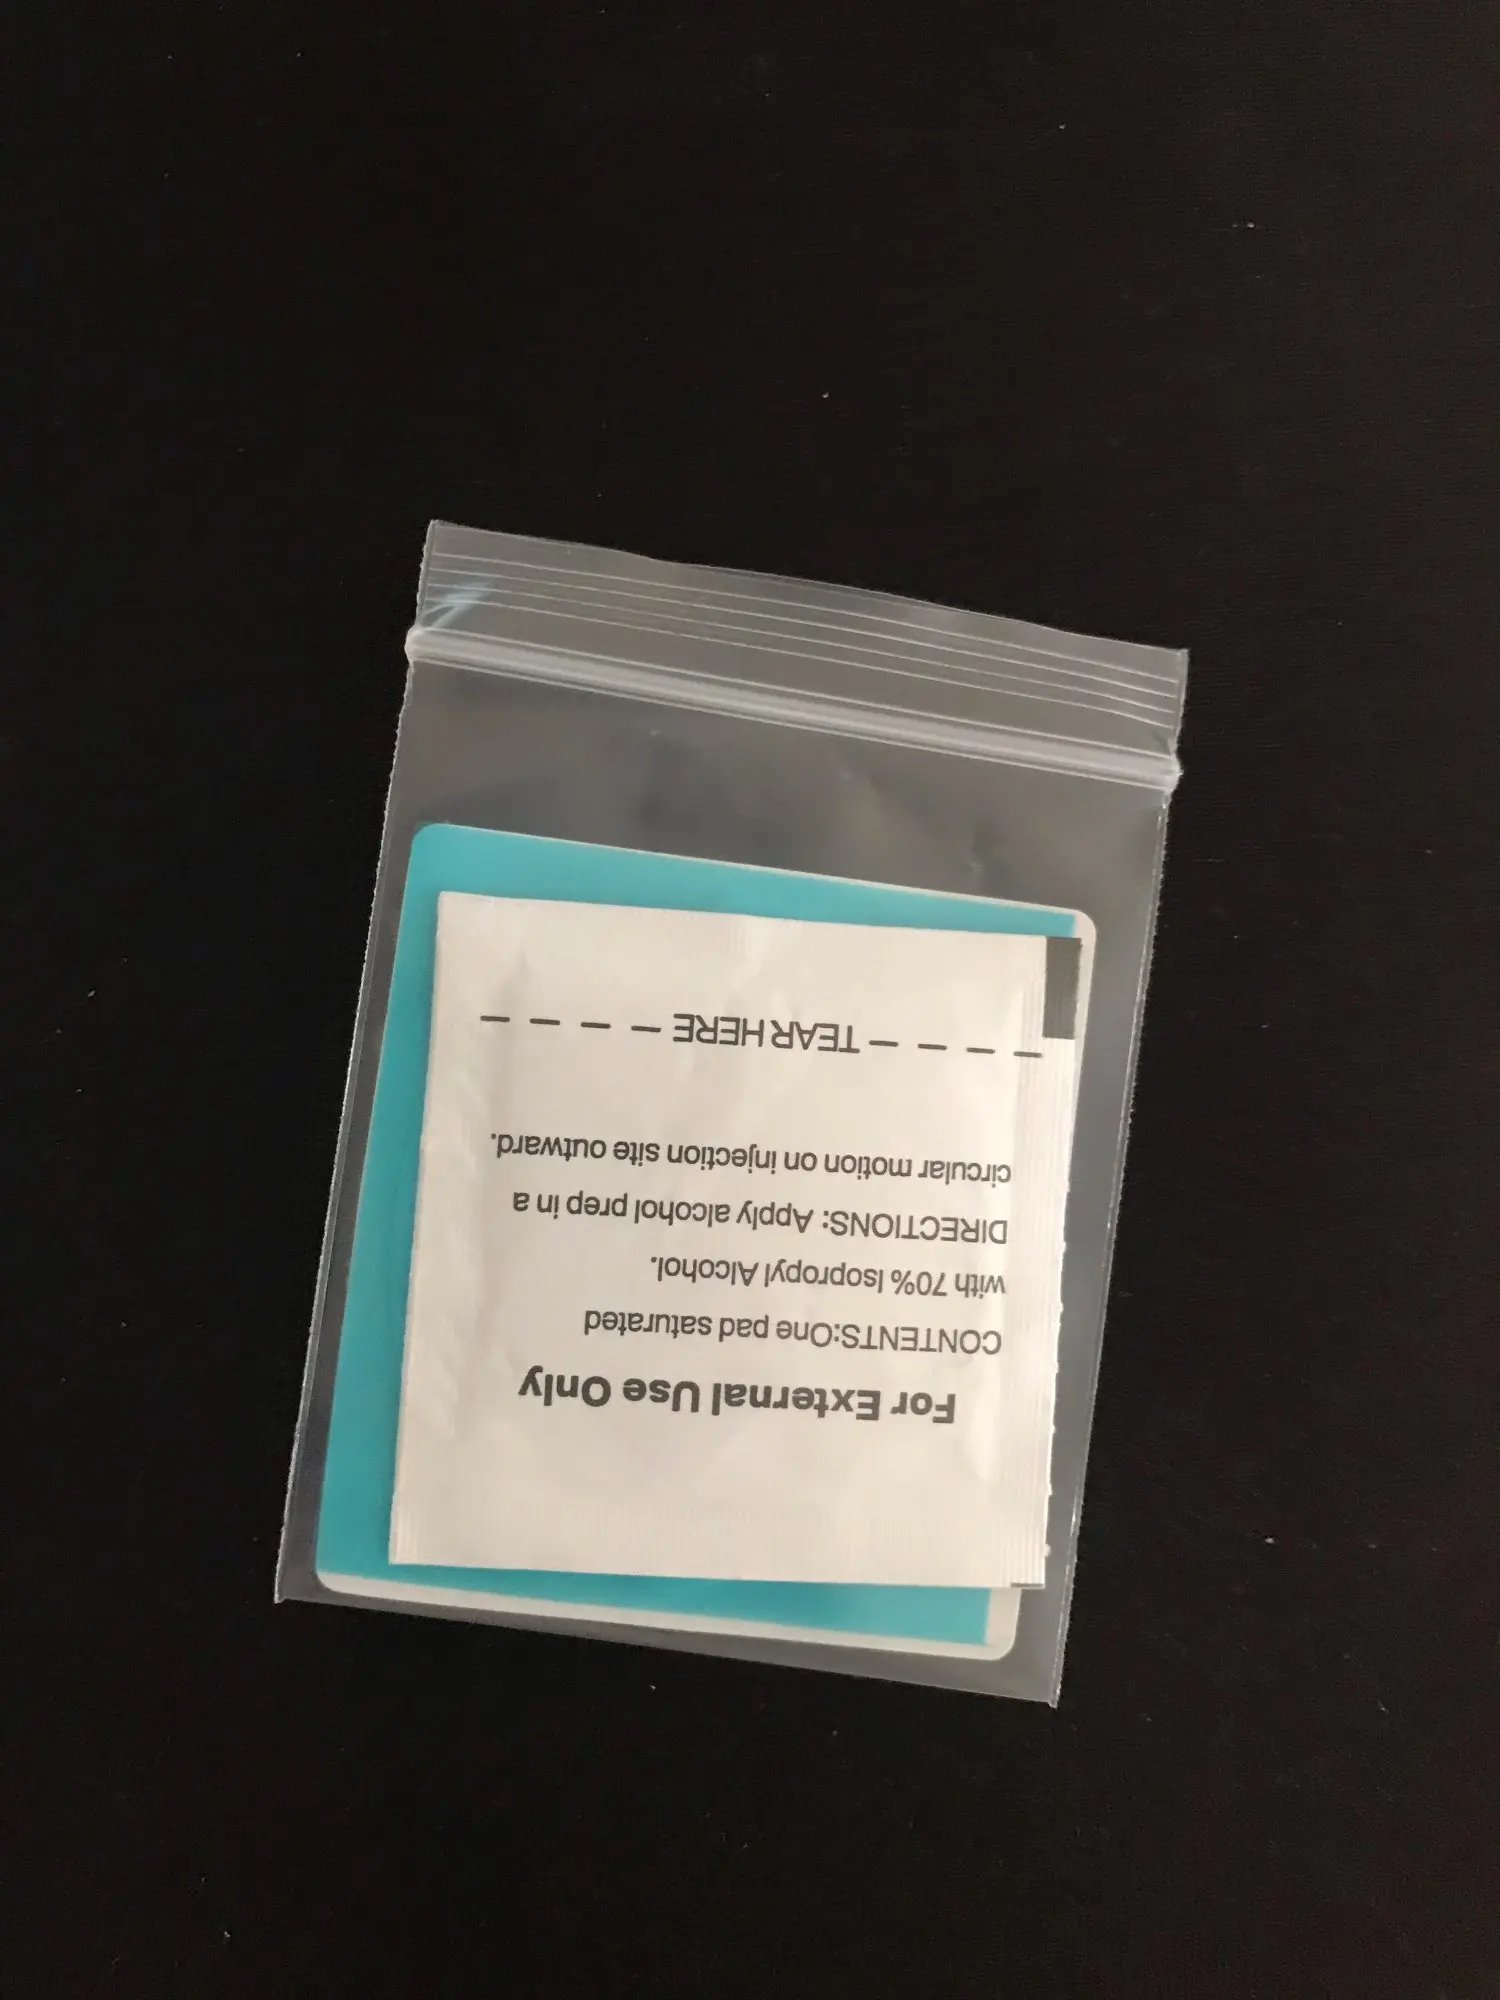 For External Use Only
CONTENTS:One pad saturated
with 70% Isopropyl Alcohol.
DIRECTIONS: Apply alcohol prep in a
circular motion on injection site outward.
TEAR HERE